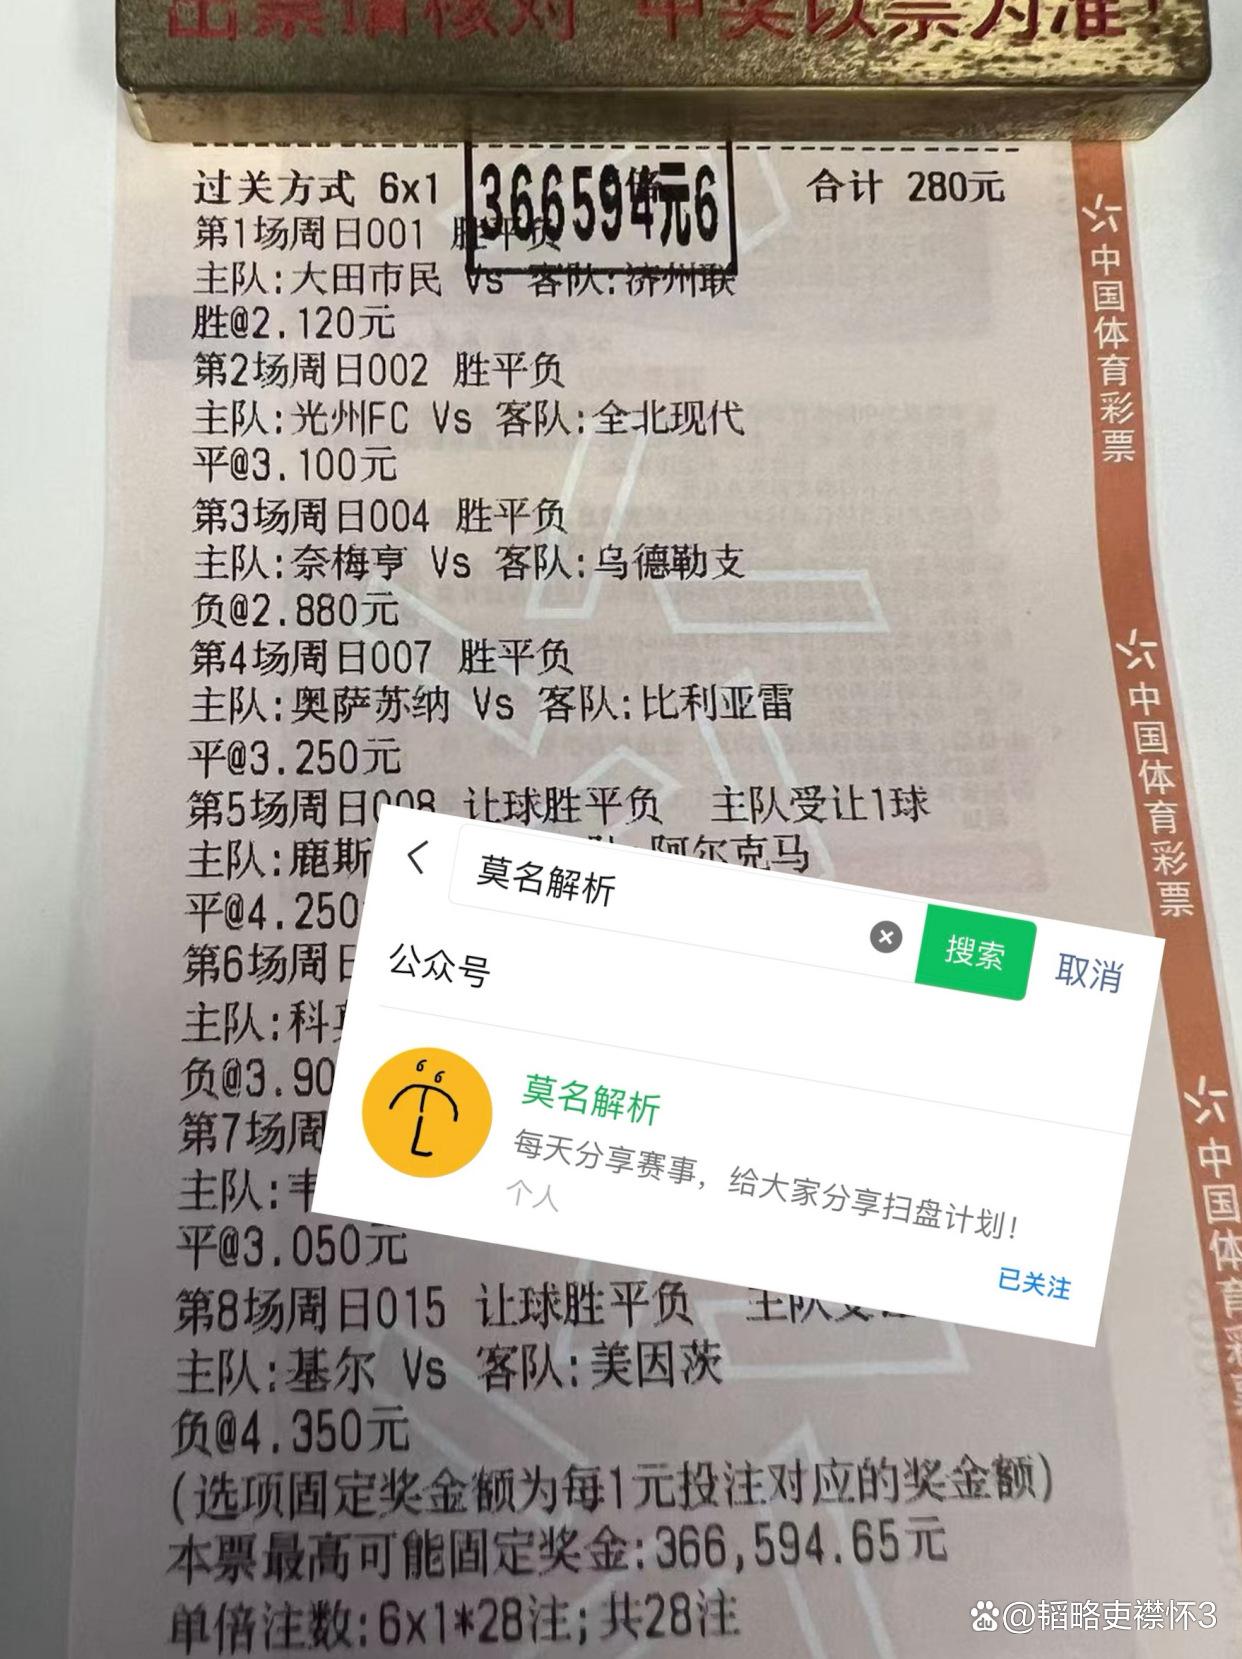 出票请核对 中奖以票为准!
过关方式 6x1
366594元6
合计 280元
第1场周日001 胜平负
主队:大田市民 Vs 客队:济州联
胜@2.120元
第2场周日002 胜平负
主队:光州FC Vs 客队:全北现代
平@3.100元
第3场周日004 胜平负
主队:奈梅亨 Vs 客队:乌德勒支
负@2.880元
第4场周日007 胜平负
主队:奥萨苏纳 Vs 客队:比利亚雷
平@3.250元
第5场周日008 让球胜平负 主队受让1球
主队:鹿斯 阿尔克马
平@4.250
第6场周日
主队:科
负@3.90
第7场周
主队:韦
平@3.050元
第8场周日015 让球胜平负 主队受让
主队:基尔 Vs 客队:美因茨
负@4.350元
(选项固定奖金额为每1元投注对应的奖金额)
本票最高可能固定奖金:366,594.65元
单倍注数:6x1*28注;共28注
莫名解析
搜索
取消
公众号
莫名解析
每天分享赛事，给大家分享扫盘计划!
个人
已关注
中国体育彩票
中国体育彩票
中国体育彩票
du @韬略吏襟怀3